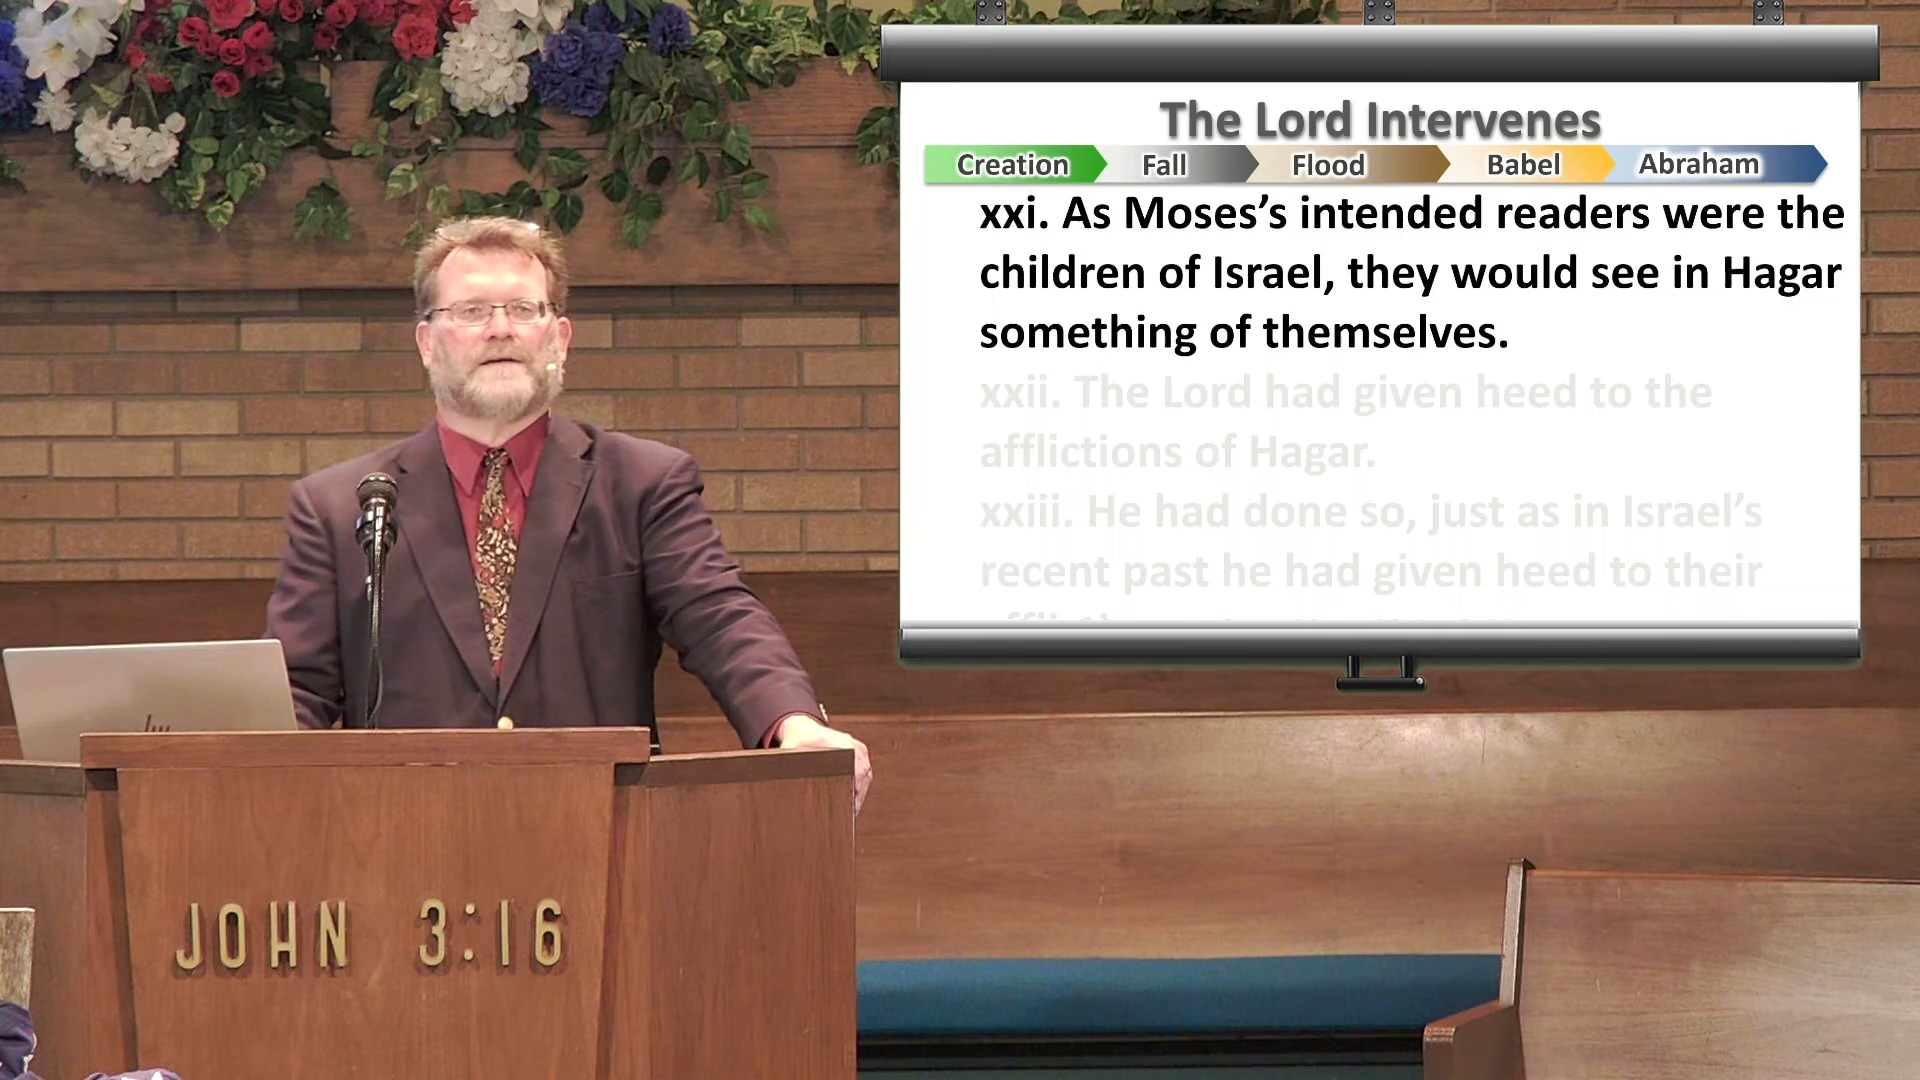 The Lord Intervenes
Creation Fall Flood Babel Abraham
xxi. As Moses’s intended readers were the
children of Israel, they would see in Hagar
something of themselves.
xxii. The Lord had given heed to the
afflictions of Hagar.
xxiii. He had done so, just as in Israel’s
recent past he had given heed to their
hp
JOHN 3:16